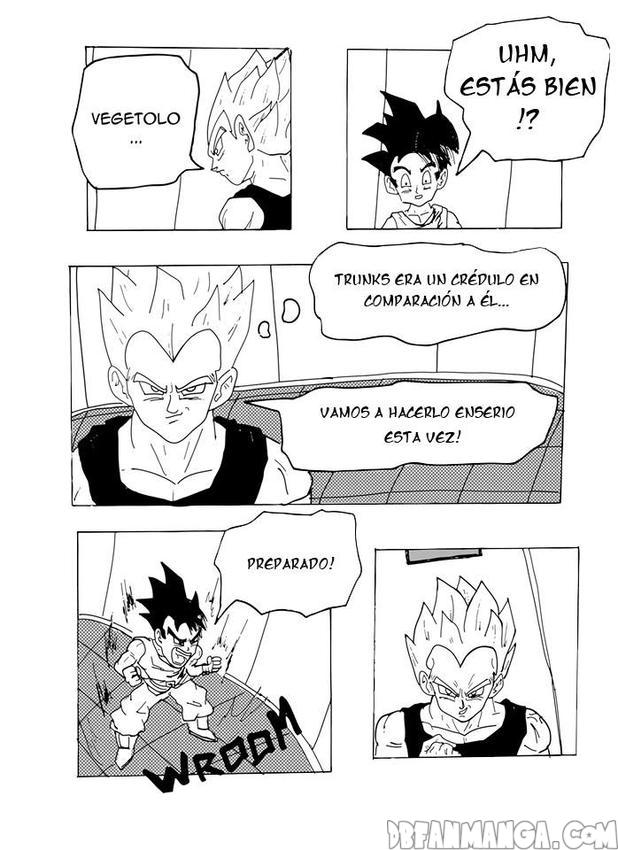 VEGETOLO
...
UHM,
ESTÁS BIEN
!?
TRUNKS ERA UN CRÉDULO EN
COMPARACIÓN A ÉL...
VAMOS A HACERLO ENSERIO
ESTA VEZ!
PREPARADO!
WROOM
DBFANMANGA.COM